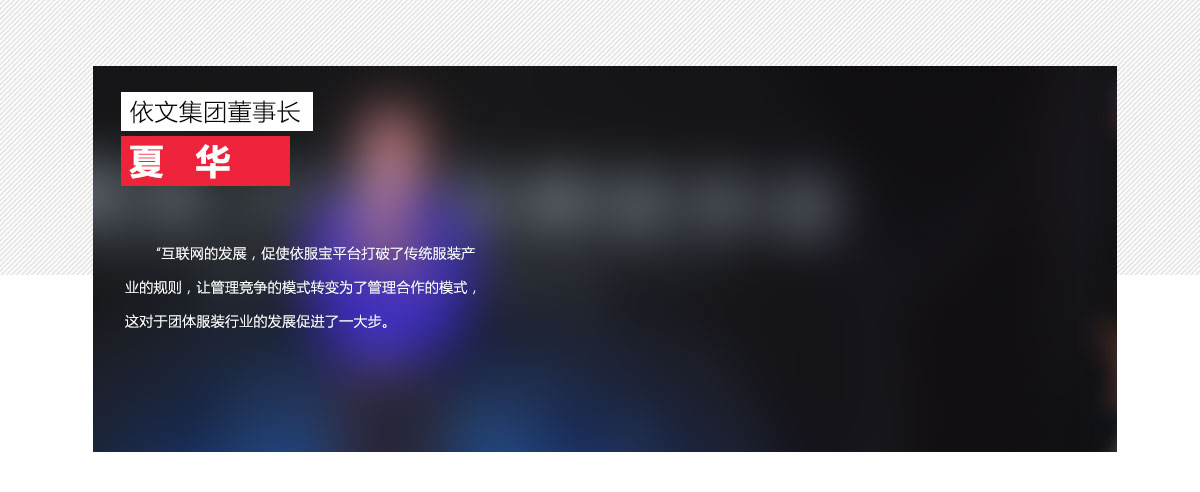 依文集团董事长
夏 华
“互联网的发展，促使依服宝平台打破了传统服装产
业的规则，让管理竞争的模式转变为了管理合作的模式，
这对于团体服装行业的发展促进了一大步。